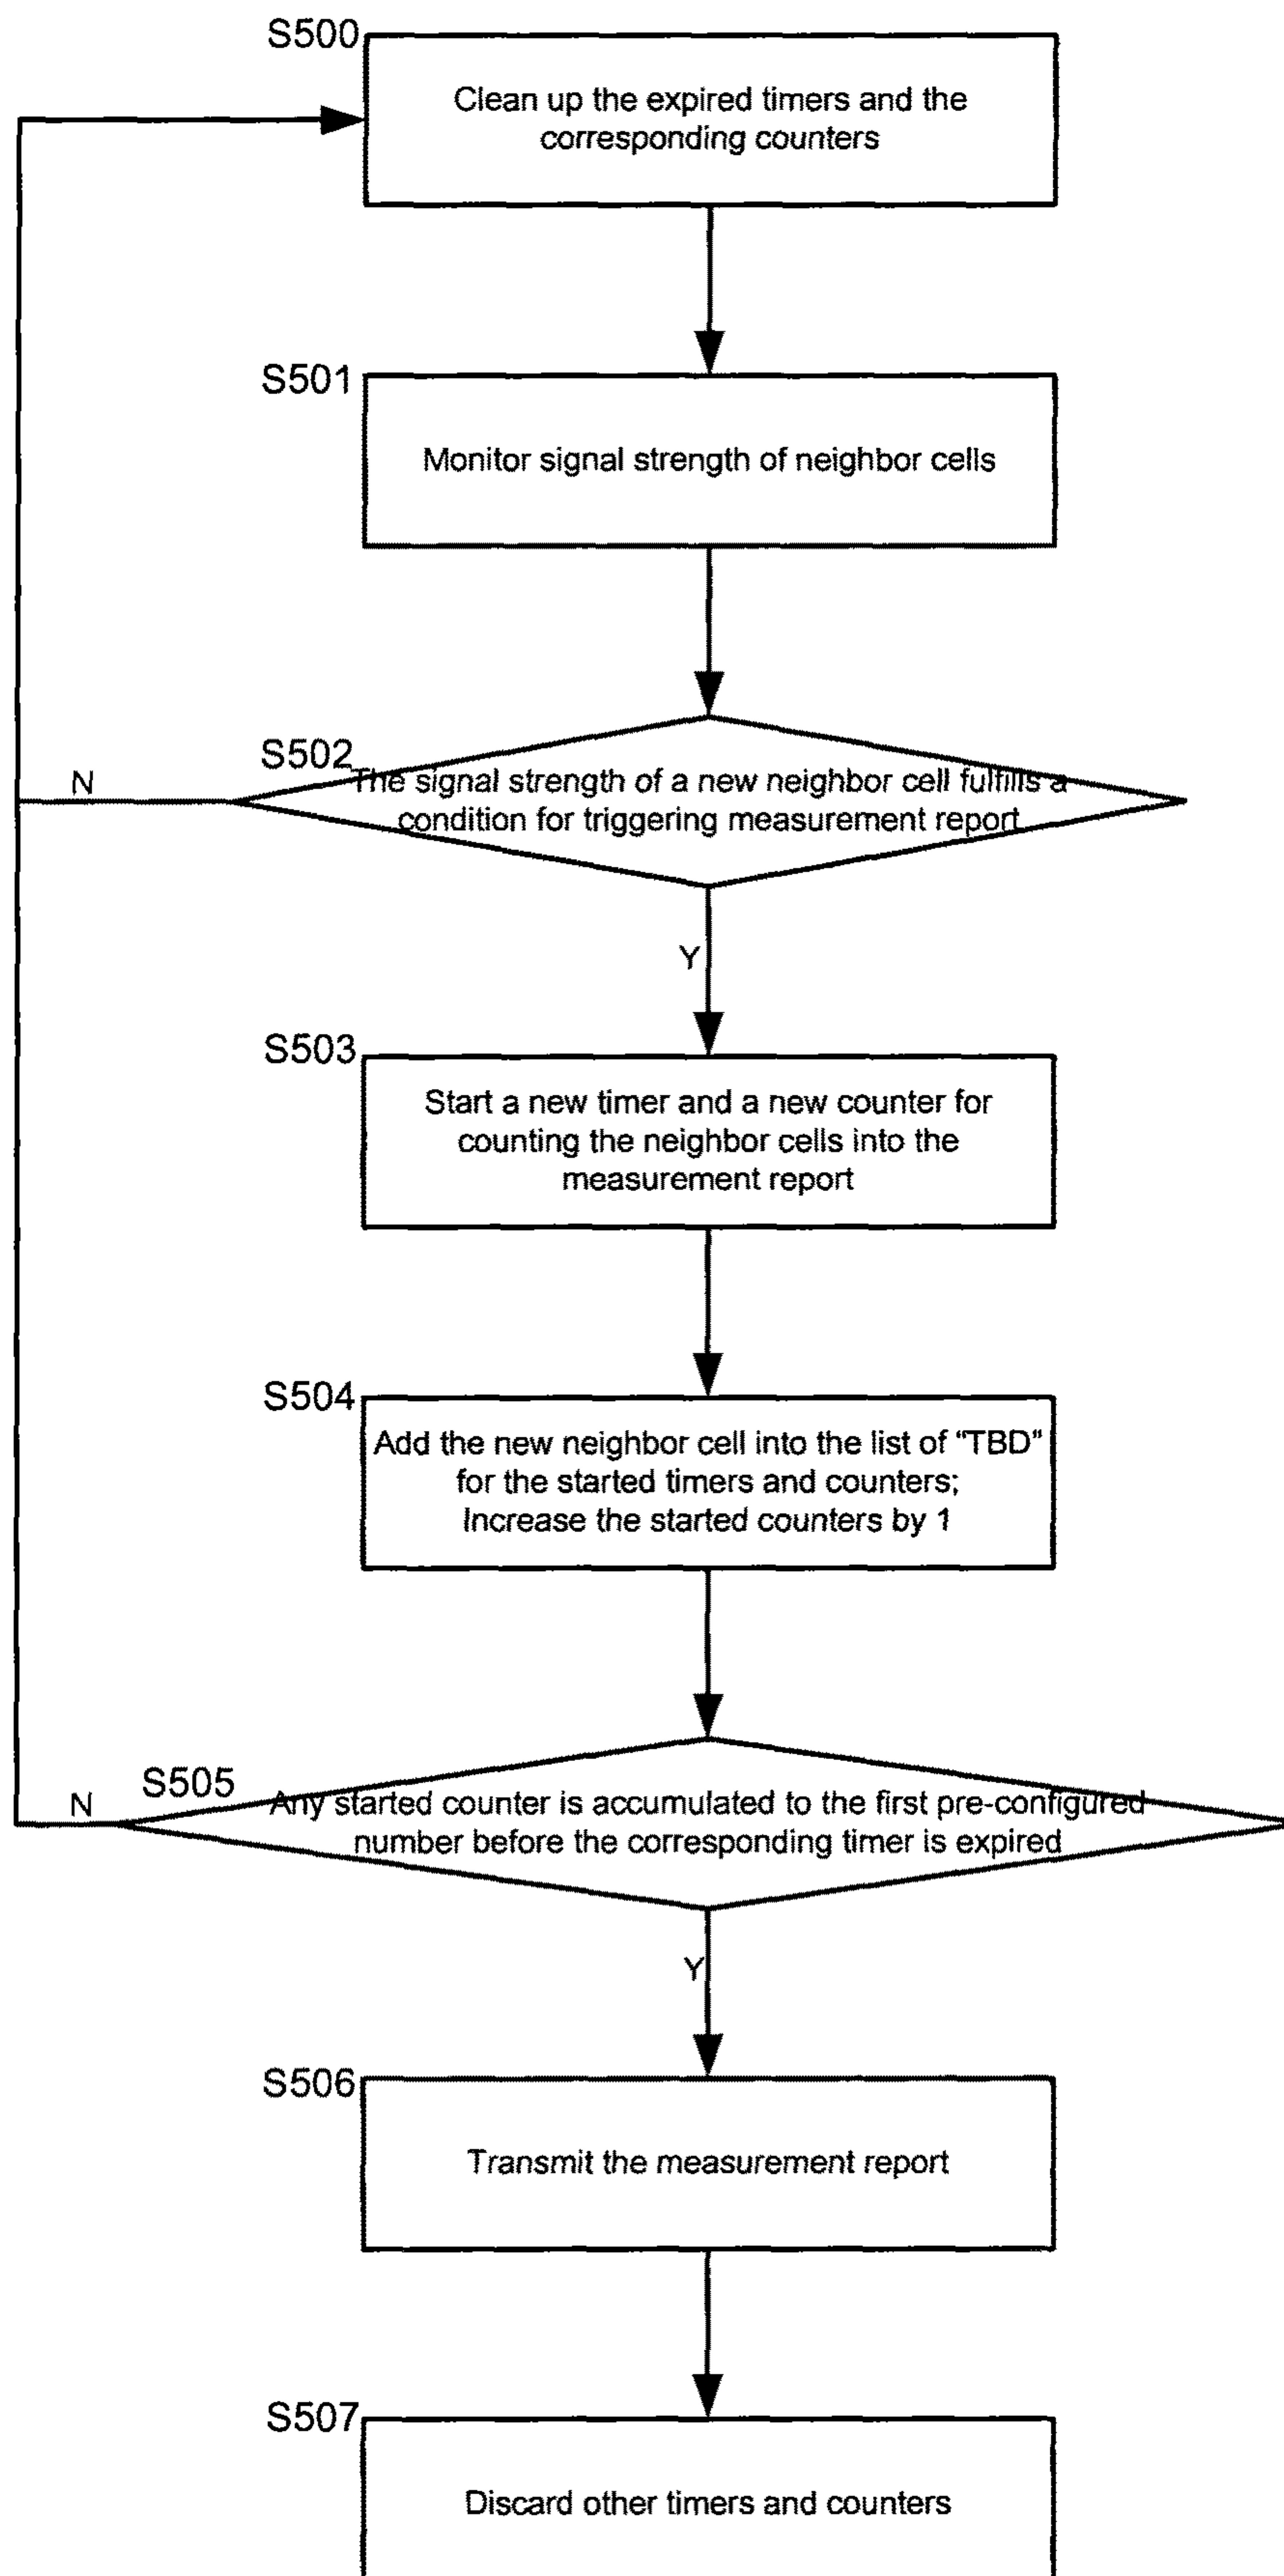 S500
Clean up the expired timers and the
corresponding counters
S501
Monitor signal strength of neighbor cells
S502
The signal strength of a new neighbor cell fulfills a
condition for triggering measurement report
N
Y
S503
Start a new timer and a new counter for
counting the neighbor cells into the
measurement report
S504
Add the new neighbor cell into the list of “TBD”
for the started timers and counters;
Increase the started counters by 1
S505
Any started counter is accumulated to the first pre-configured
number before the corresponding timer is expired
N
Y
S506
Transmit the measurement report
S507
Discard other timers and counters